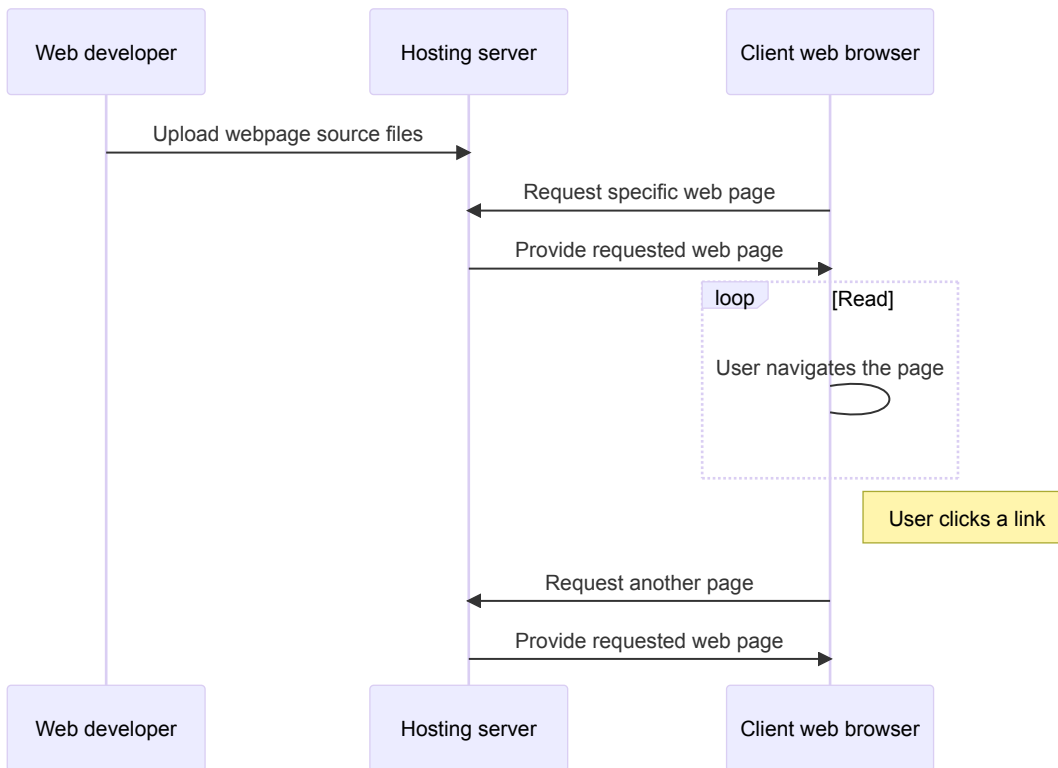 Web developer
Hosting server
Client web browser
Upload webpage source files
Request specific web page
Provide requested web page
loop
[Read]
User navigates the page
User clicks a link
Request another page
Provide requested web page
Web developer
Hosting server
Client web browser